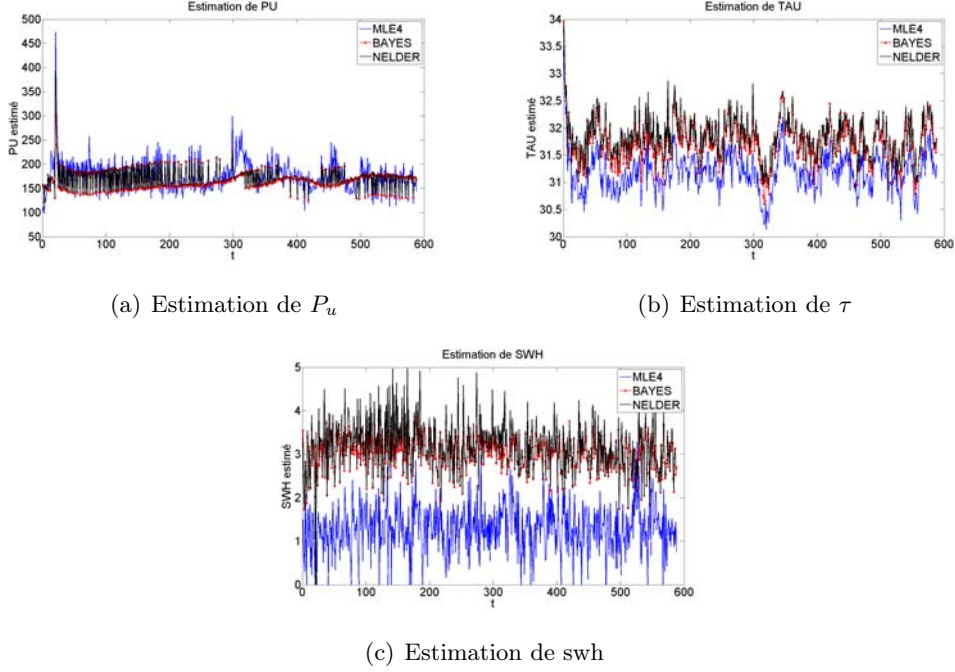 Estimation de PU
MLE4
BAYES
NELDER
500
450
400
350
300
250
200
150
100
50
PU estimé
0 100 200 300 400 500 600
t
(a) Estimation de Pu
Estimation de TAU
MLE4
BAYES
NELDER
34
33.5
33
32.5
32
31.5
31
30.5
30
TAU estimé
0 100 200 300 400 500 600
t
(b) Estimation de τ
Estimation de SWH
MLE4
BAYES
NELDER
5
4
3
2
1
0
SWH estimé
0 100 200 300 400 500 600
t
(c) Estimation de swh